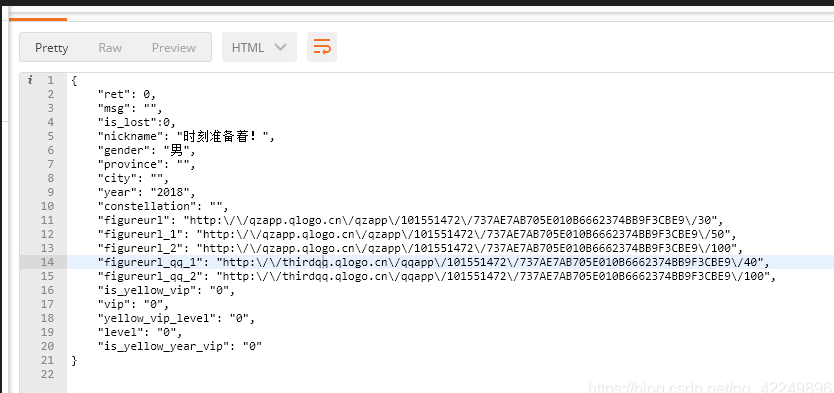 Pretty Raw Preview HTML
i 1 {
2 "ret": 0,
3 "msg": "",
4 "is_lost":0,
5 "nickname": "时刻准备着！",
6 "gender": "男",
7 "province": "",
8 "city": "",
9 "year": "2018",
10 "constellation": "",
11 "figureurl": "http:\/\/qzapp.qlogo.cn\/qzapp\/101551472\/737AE7AB705E010B6662374BB9F3CBE9\/30",
12 "figureurl_1": "http:\/\/qzapp.qlogo.cn\/qzapp\/101551472\/737AE7AB705E010B6662374BB9F3CBE9\/50",
13 "figureurl_2": "http:\/\/qzapp.qlogo.cn\/qzapp\/101551472\/737AE7AB705E010B6662374BB9F3CBE9\/100",
14 "figureurl_qq_1": "http:\/\/thirdqq.qlogo.cn\/qqapp\/101551472\/737AE7AB705E010B6662374BB9F3CBE9\/40",
15 "figureurl_qq_2": "http:\/\/thirdqq.qlogo.cn\/qqapp\/101551472\/737AE7AB705E010B6662374BB9F3CBE9\/100",
16 "is_yellow_vip": "0",
17 "vip": "0",
18 "yellow_vip_level": "0",
19 "level": "0",
20 "is_yellow_year_vip": "0"
21 }
22
https://blog.csdn.net/qq_42249896